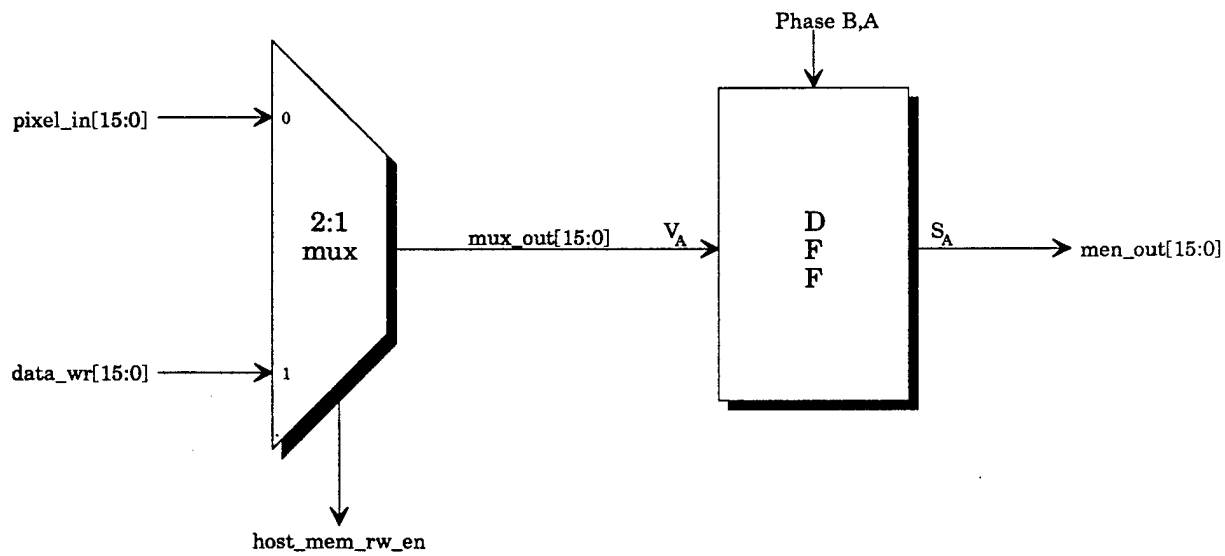 Phase B,A
pixel_in[15:0]
0
2:1
mux
mux_out[15:0]
V_A
D
F
F
S_A
men_out[15:0]
data_wr[15:0]
1
host_mem_rw_en